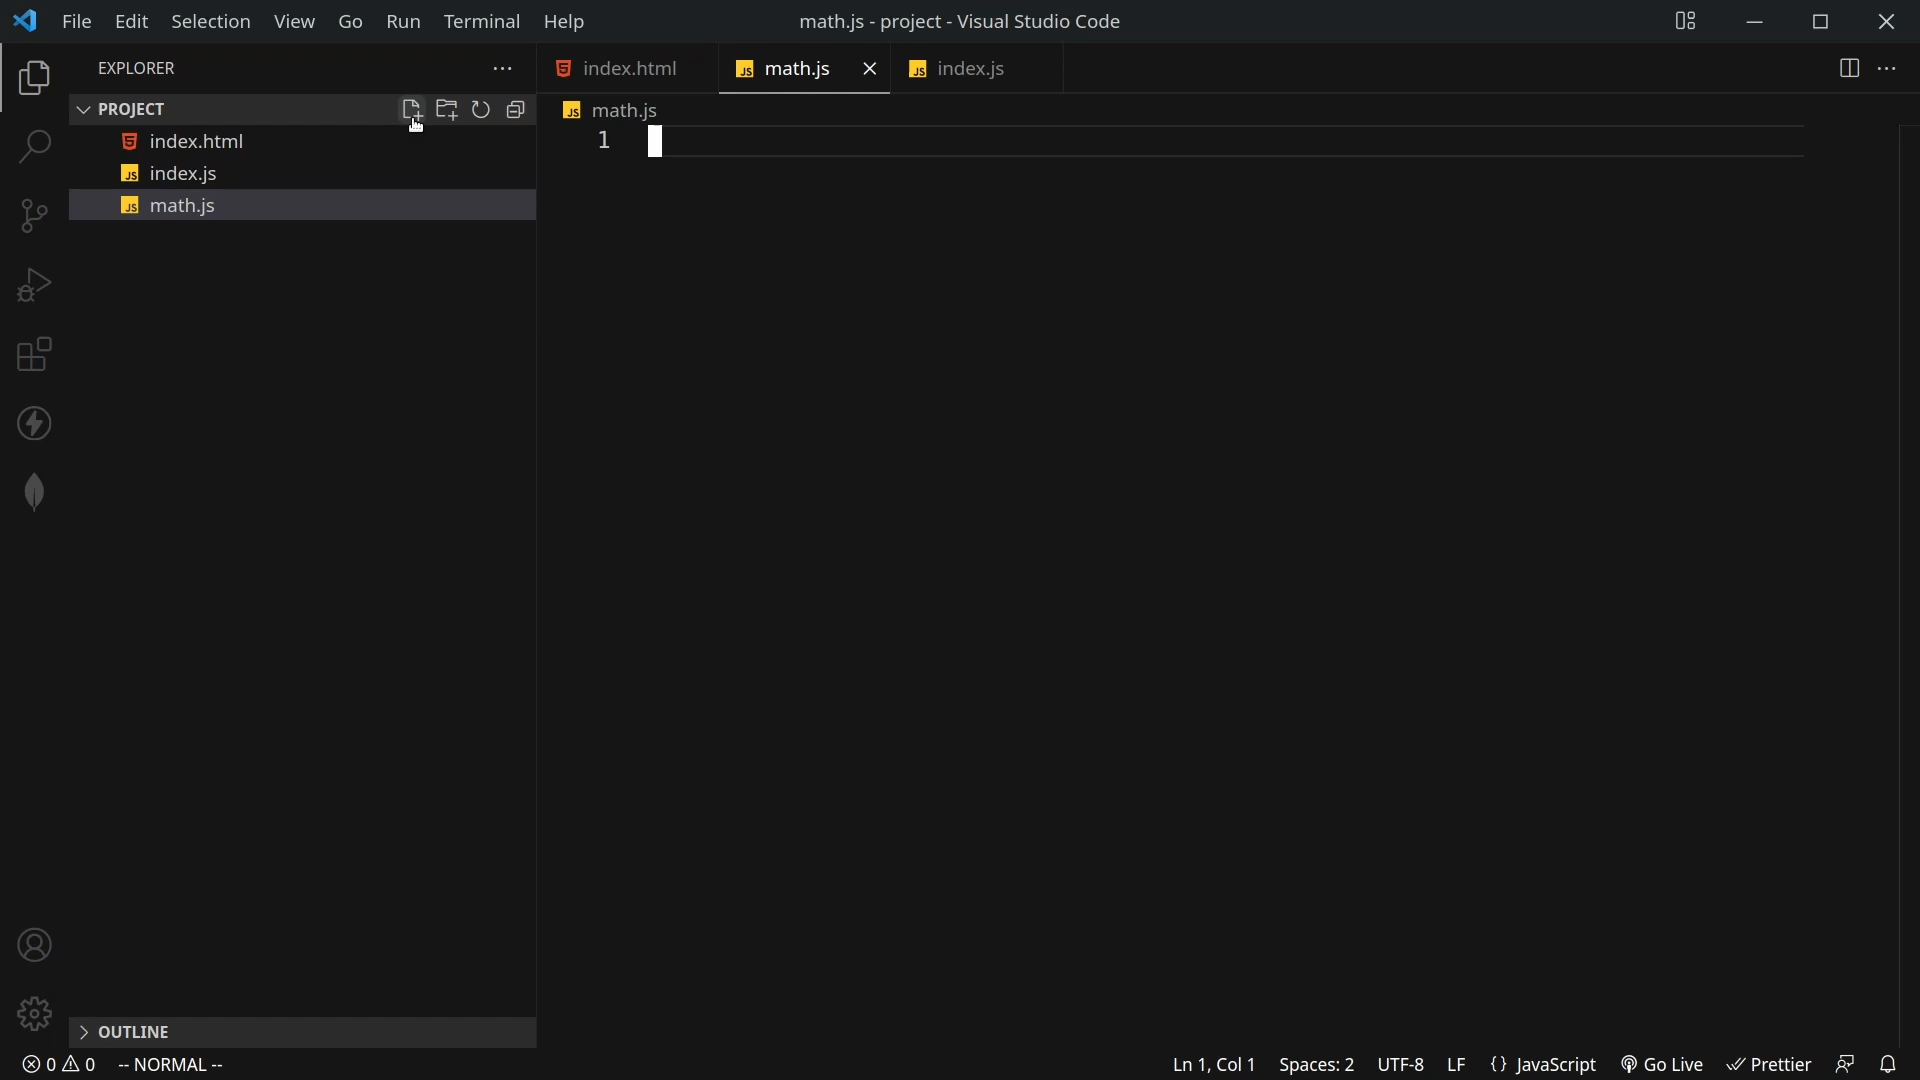 File Edit Selection View Go Run Terminal Help
math.js - project - Visual Studio Code
EXPLORER
index.html
math.js
index.js
PROJECT
math.js
index.html
index.js
math.js
1
OUTLINE
0 0 -- NORMAL --
Ln 1, Col 1 Spaces: 2 UTF-8 LF {} JavaScript Go Live Prettier